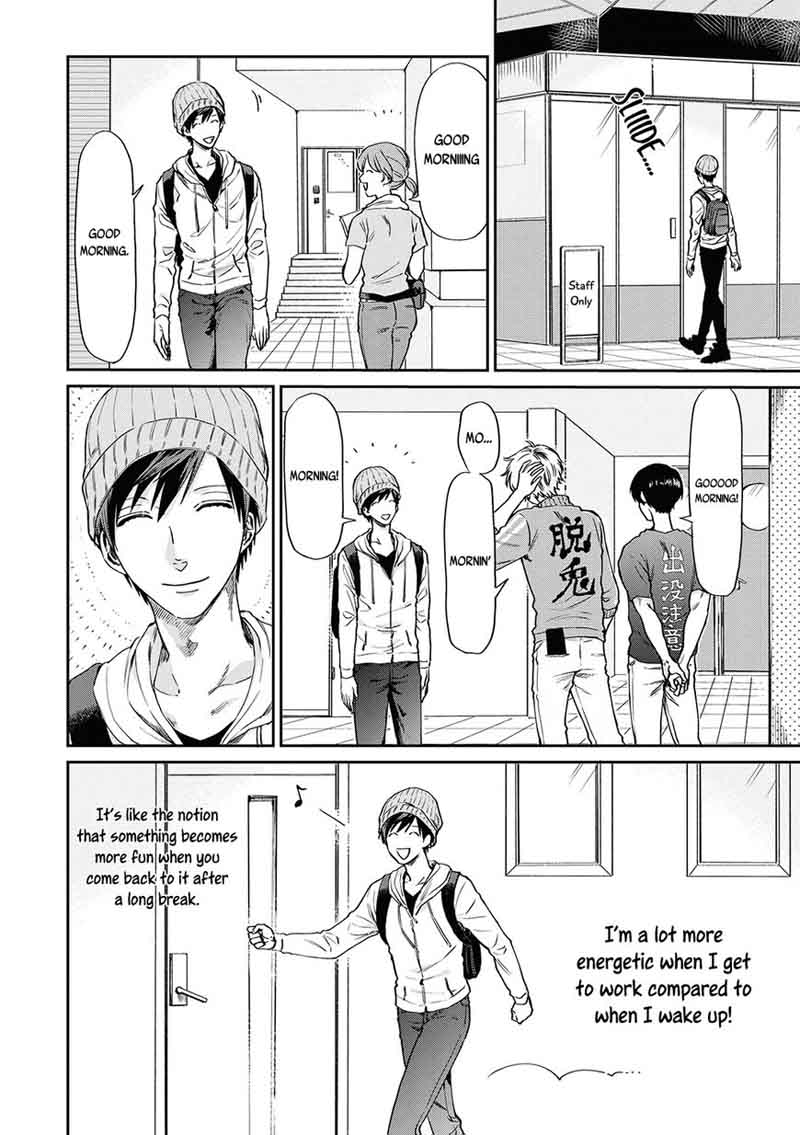 SLIIDE....
Staff
Only
GOOD
MORNIIING
GOOD
MORNING.
GOOOOD
MORNING!
出没注意
MO...
MORNIN'
脱兎
MORNING!
I'm a lot more
energetic when I get
to work compared to
when I wake up!
It's like the notion
that something becomes
more fun when you
come back to it after
a long break.